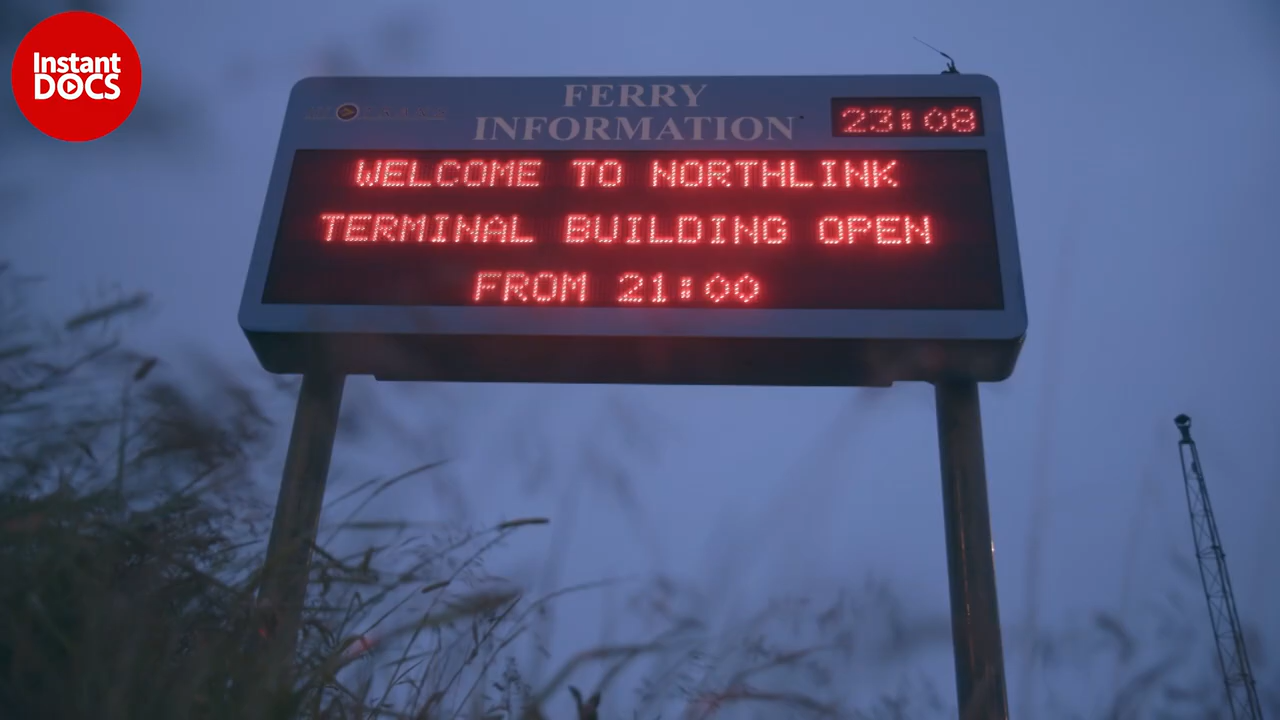 Instant
DOCS
FERRY
INFORMATION
23:08
WELCOME TO NORTHLINK
TERMINAL BUILDING OPEN
FROM 21:00